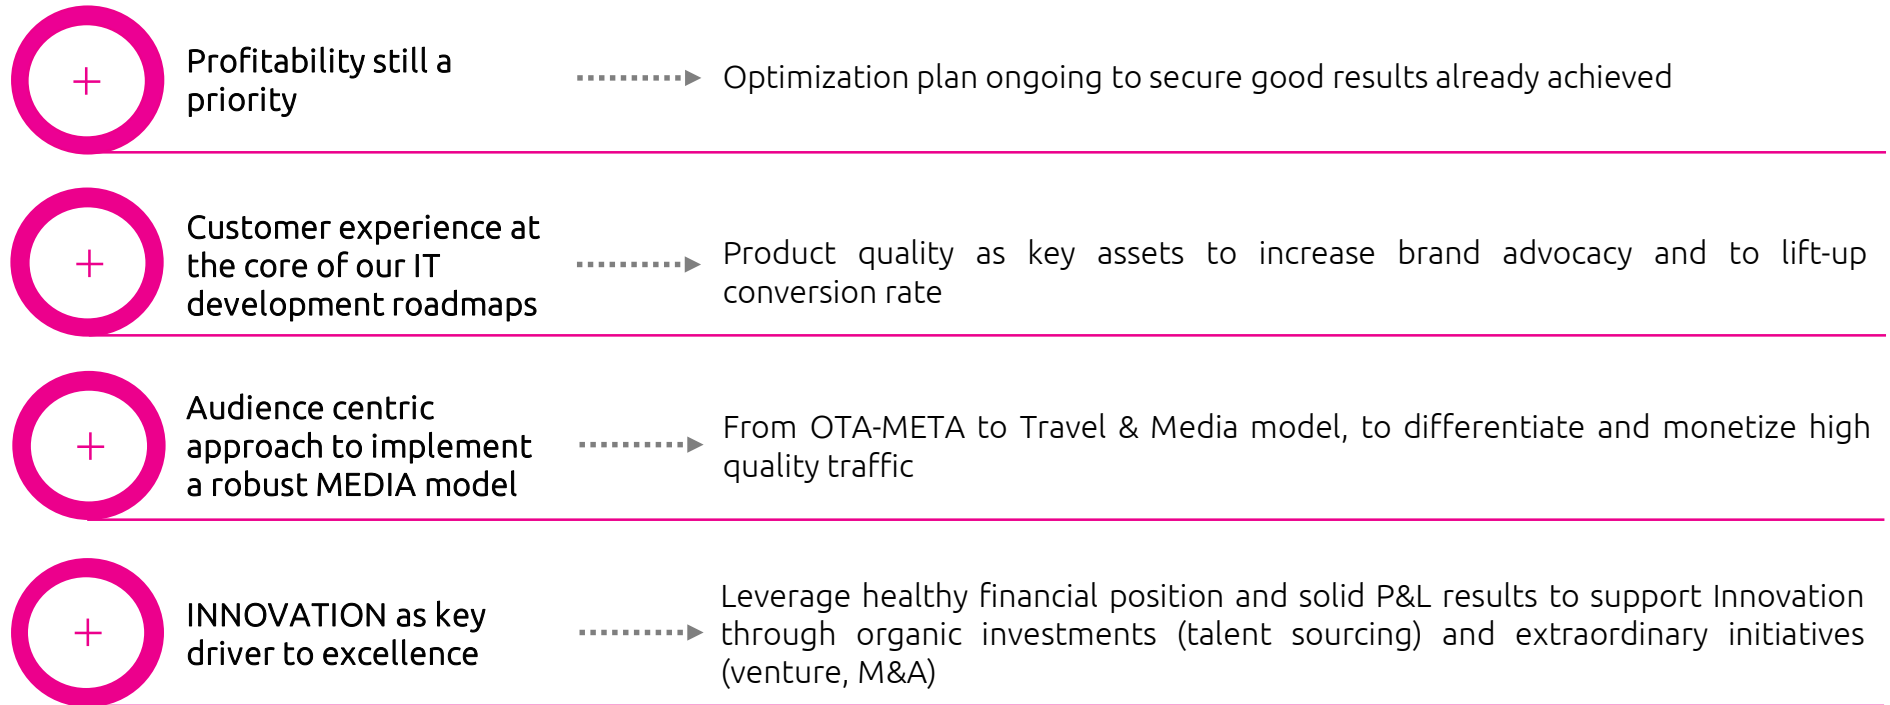 Profitability still a
priority
Optimization plan ongoing to secure good results already achieved
Customer experience at
the core of our IT
development roadmaps
Product quality as key assets to increase brand advocacy and to lift-up
conversion rate
Audience centric
approach to implement
a robust MEDIA model
From OTA-META to Travel & Media model, to differentiate and monetize high
quality traffic
INNOVATION as key
driver to excellence
Leverage healthy financial position and solid P&L results to support Innovation
through organic investments (talent sourcing) and extraordinary initiatives
(venture, M&A)